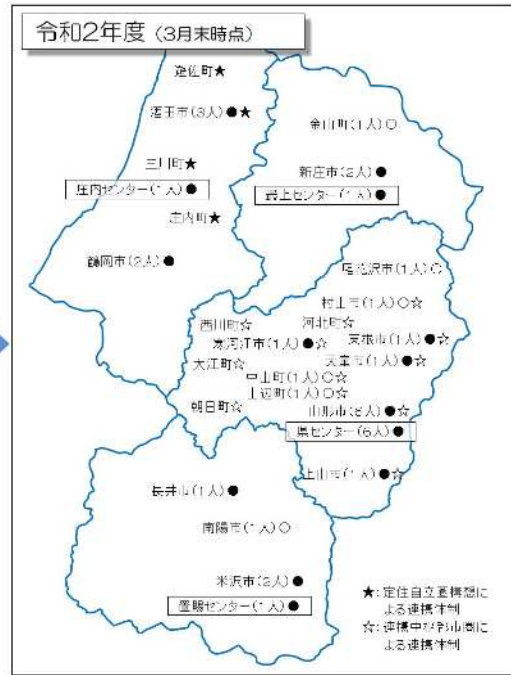 令和2年度 (3月末時点)
遊佐町★
酒田市(3人)●★
金山町(1人)○
三川町★
新庄市(2人)●
庄内センター(1人)●
最上センター(1人)●
庄内町★
鶴岡市(2人)●
尾花沢市(1人)○
村山市(1人)○☆
西川町☆
河北町☆
寒河江市(1人)●☆
東根市(1人)●☆
大江町☆
天童市(1人)●☆
中山町(1人)○☆
山辺町(1人)○☆
朝日町☆
山形市(8人)●☆
県センター(6人)●
上山市(1人)●☆
長井市(1人)●
南陽市(1人)○
米沢市(2人)●
置賜センター(1人)●
★:定住自立圏構想に
よる連携体制
☆:連携中枢都市圏に
よる連携体制